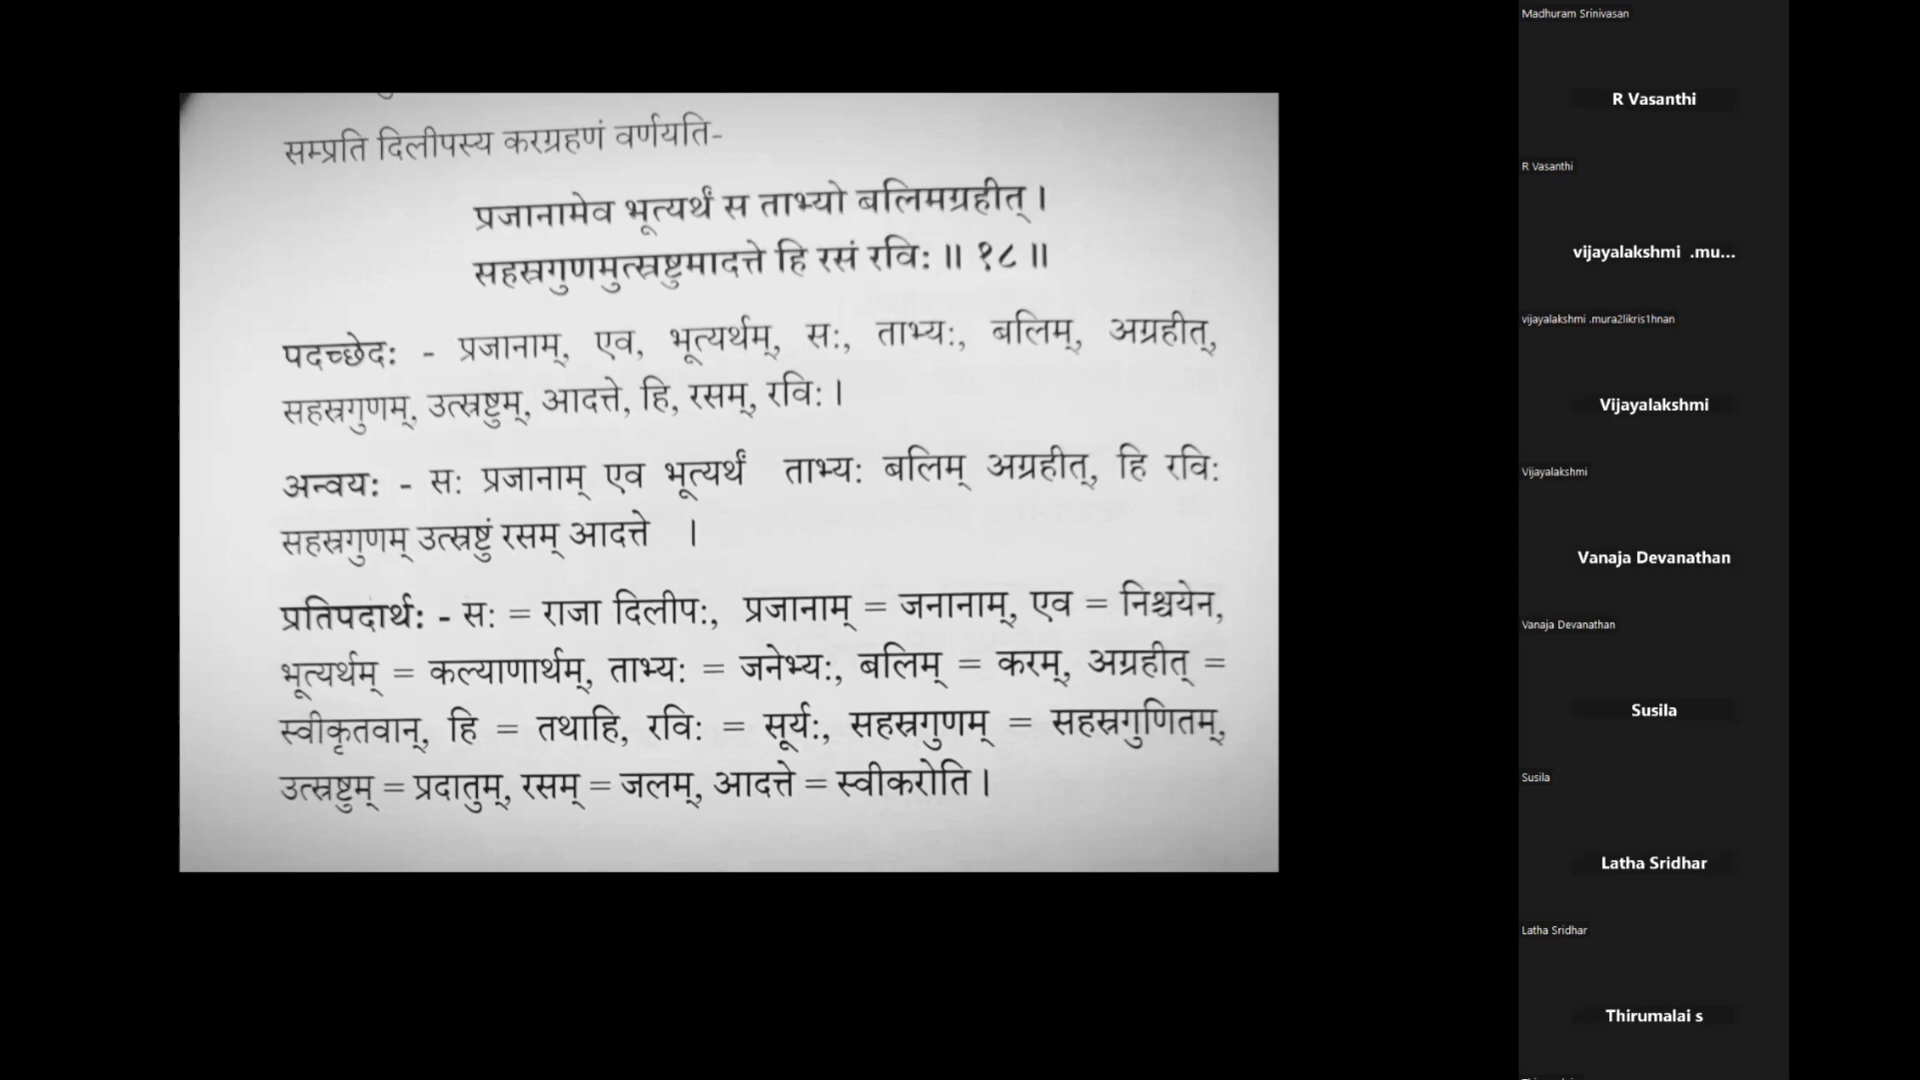 सम्प्रति दिलीपस्य करग्रहणं वर्णयति-
प्रजानामेव भूत्यर्थं स ताभ्यो बलिमग्रहीत् ।
सहस्रगुणमुत्स्रष्टुमादत्ते हि रसं रविः ॥ १८ ॥
पदच्छेदः - प्रजानाम्, एव, भूत्यर्थम्, सः, ताभ्यः, बलिम्, अग्रहीत्,
सहस्रगुणम्, उत्स्रष्टुम्, आदत्ते, हि, रसम्, रविः ।
अन्वयः - सः प्रजानाम् एव भूत्यर्थं ताभ्यः बलिम् अग्रहीत्, हि रविः
सहस्रगुणम् उत्स्रष्टुं रसम् आदत्ते ।
प्रतिपदार्थः - सः = राजा दिलीपः, प्रजानाम् = जनानाम्, एव = निश्चयेन,
भूत्यर्थम् = कल्याणार्थम्, ताभ्यः = जनेभ्यः, बलिम् = करम्, अग्रहीत् =
स्वीकृतवान्, हि = तथाहि, रविः = सूर्यः, सहस्रगुणम् = सहस्रगुणितम्,
उत्स्रष्टुम् = प्रदातुम्, रसम् = जलम्, आदत्ते = स्वीकरोति ।
Madhuram Srinivasan
R Vasanthi
R Vasanthi
vijayalakshmi .mu...
vijayalakshmi .mura2likris1hnan
Vijayalakshmi
Vijayalakshmi
Vanaja Devanathan
Vanaja Devanathan
Susila
Susila
Latha Sridhar
Latha Sridhar
Thirumalai s